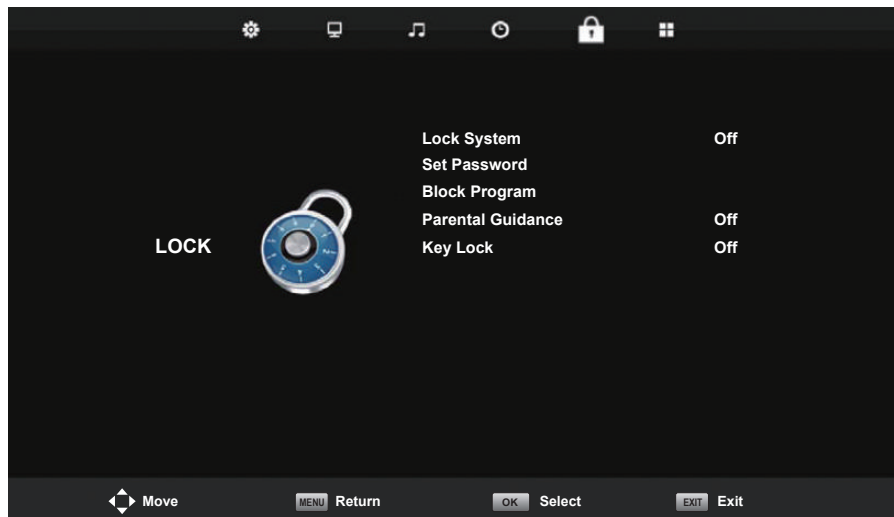 Lock System Off
Set Password
Block Program
Parental Guidance Off
LOCK
Key Lock Off
MENU Return
Move
OK Select
EXIT Exit